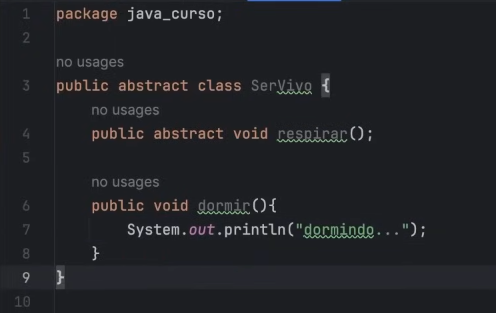 1 package java_curso;
2
no usages
3 public abstract class SerVivo {
no usages
4 public abstract void respirar();
5
no usages
6 public void dormir(){
7 System.out.println("dormindo...");
8 }
9 }
10